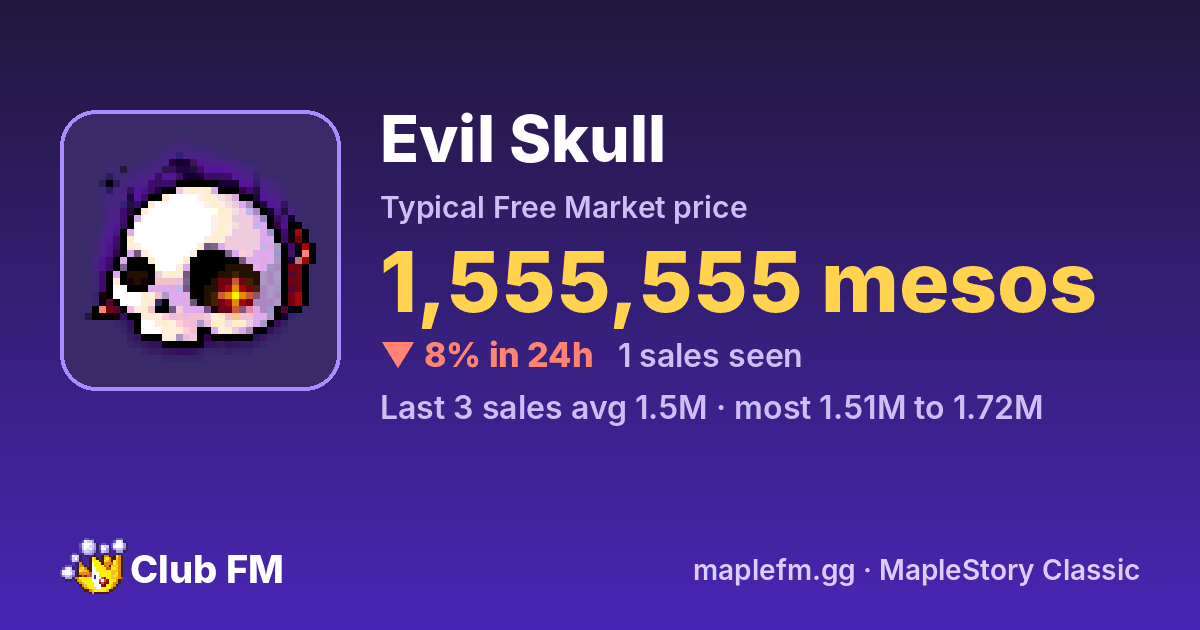 Evil Skull
Typical Free Market price
1,555,555 mesos
▼ 8% in 24h 1 sales seen
Last 3 sales avg 1.5M · most 1.51M to 1.72M
Club FM
maplefm.gg · MapleStory Classic